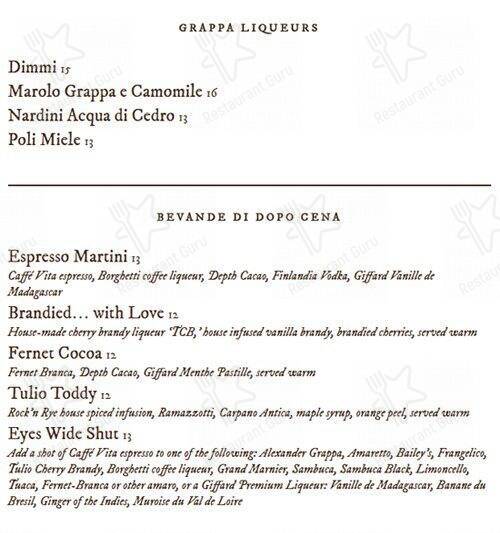 GRAPPA LIQUEURS
Dimmi 15
Marolo Grappa e Camomile 16
Nardini Acqua di Cedro 13
Poli Miele 13
BEVANDE DI DOPO CENA
Espresso Martini 13
Caffé Vita espresso, Borghetti coffee liqueur, Depth Cacao, Finlandia Vodka, Giffard Vanille de
Madagascar
Brandied... with Love 12
House-made cherry brandy liqueur 'TCB,' house infused vanilla brandy, brandied cherries, served warm
Fernet Cocoa 12
Fernet Branca, Depth Cacao, Giffard Menthe Pastille, served warm
Tulio Toddy 12
Rock'n Rye house spiced infusion, Ramazzotti, Carpano Antica, maple syrup, orange peel, served warm
Eyes Wide Shut 13
Add a shot of Caffé Vita espresso to one of the following: Alexander Grappa, Amaretto, Bailey's, Frangelico,
Tulio Cherry Brandy, Borghetti coffee liqueur, Grand Marnier, Sambuca, Sambuca Black, Limoncello,
Tuaca, Fernet-Branca or other amaro, or a Giffard Premium Liqueur: Vanille de Madagascar, Banane du
Bresil, Ginger of the Indies, Muroise du Val de Loire
Restaurant Guru